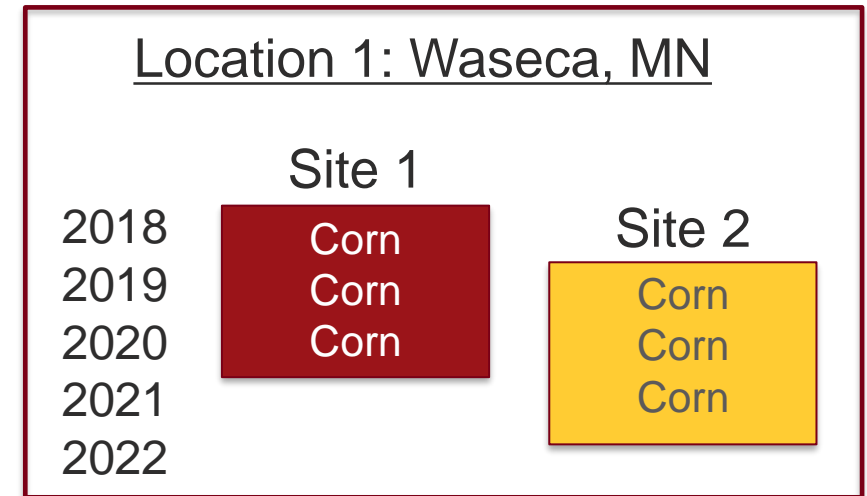 Location 1: Waseca, MN
Site 1
Site 2
2018
2019
2020
2021
2022
Corn
Corn
Corn
Corn
Corn
Corn